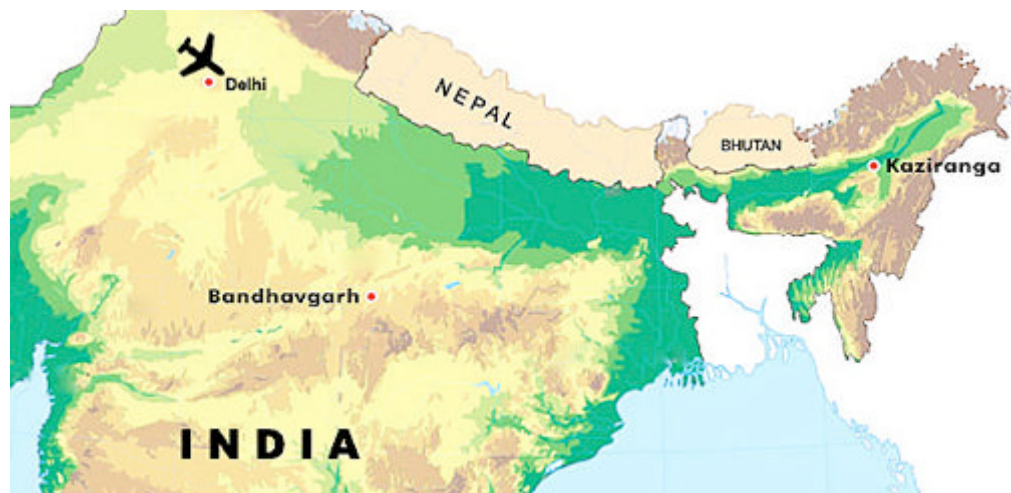 Delhi
NEPAL
BHUTAN
Kaziranga
Bandhavgarh
INDIA